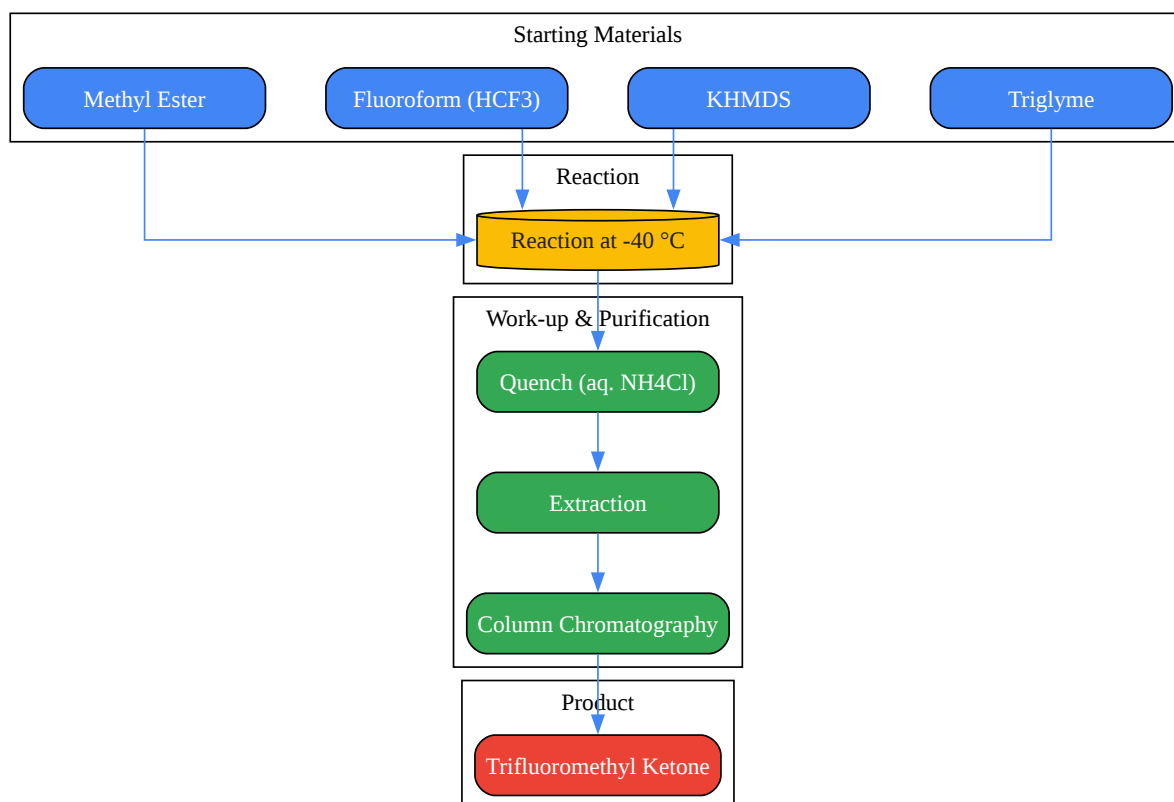 Starting Materials
Methyl Ester
Fluoroform (HCF3)
KHMDS
Triglyme
Reaction
Reaction at -40 °C
Work-up & Purification
Quench (aq. NH4Cl)
Extraction
Column Chromatography
Product
Trifluoromethyl Ketone